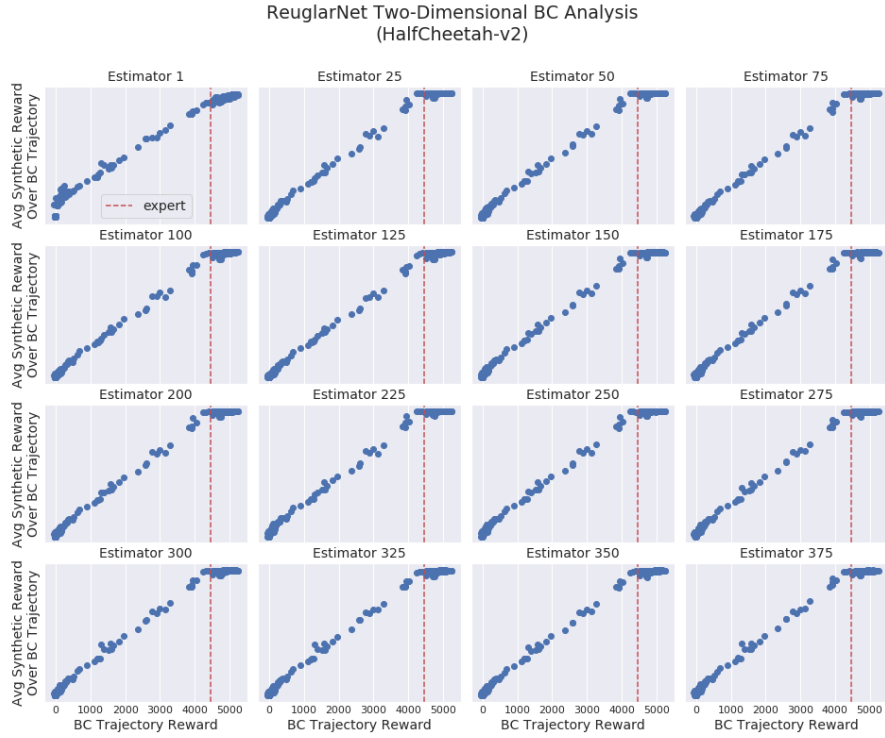 ReuglarNet Two-Dimensional BC Analysis
(HalfCheetah-v2)
Estimator 1
Estimator 25
Estimator 50
Estimator 75
Avg Synthetic Reward
Over BC Trajectory
expert
Estimator 100
Estimator 125
Estimator 150
Estimator 175
Avg Synthetic Reward
Over BC Trajectory
Estimator 200
Estimator 225
Estimator 250
Estimator 275
Avg Synthetic Reward
Over BC Trajectory
Estimator 300
Estimator 325
Estimator 350
Estimator 375
Avg Synthetic Reward
Over BC Trajectory
0 1000 2000 3000 4000 5000
0 1000 2000 3000 4000 5000
0 1000 2000 3000 4000 5000
0 1000 2000 3000 4000 5000
BC Trajectory Reward
BC Trajectory Reward
BC Trajectory Reward
BC Trajectory Reward